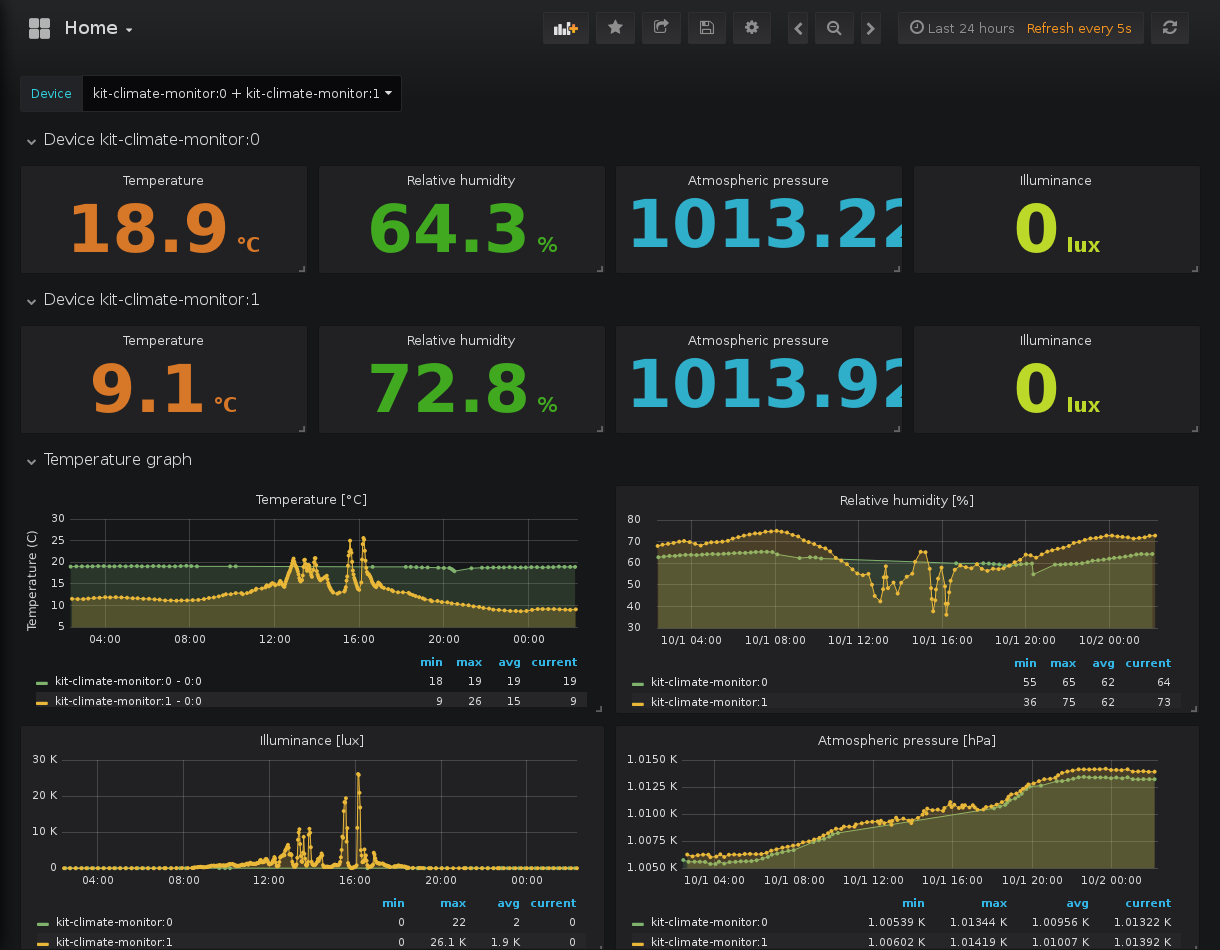 Home
Last 24 hours Refresh every 5s
Device kit-climate-monitor:0 + kit-climate-monitor:1
Device kit-climate-monitor:0
Temperature Relative humidity Atmospheric pressure Illuminance
18.9 °C 64.3 % 1013.22 0 lux
Device kit-climate-monitor:1
Temperature Relative humidity Atmospheric pressure Illuminance
9.1 °C 72.8 % 1013.92 0 lux
Temperature graph
Temperature [°C]
Temperature (C)
30
25
20
15
10
5
04:00 08:00 12:00 16:00 20:00 00:00
min max avg current
kit-climate-monitor:0 - 0:0 18 19 19 19
kit-climate-monitor:1 - 0:0 9 26 15 9
Relative humidity [%]
80
70
60
50
40
30
10/1 04:00 10/1 08:00 10/1 12:00 10/1 16:00 10/1 20:00 10/2 00:00
min max avg current
kit-climate-monitor:0 55 65 62 64
kit-climate-monitor:1 36 75 62 73
Illuminance [lux]
30 K
20 K
10 K
0
04:00 08:00 12:00 16:00 20:00 00:00
min max avg current
kit-climate-monitor:0 0 22 2 0
kit-climate-monitor:1 0 26.1 K 1.9 K 0
Atmospheric pressure [hPa]
1.0150 K
1.0125 K
1.0100 K
1.0075 K
1.0050 K
10/1 04:00 10/1 08:00 10/1 12:00 10/1 16:00 10/1 20:00 10/2 00:00
min max avg current
kit-climate-monitor:0 1.00539 K 1.01344 K 1.00956 K 1.01322 K
kit-climate-monitor:1 1.00602 K 1.01419 K 1.01007 K 1.01392 K